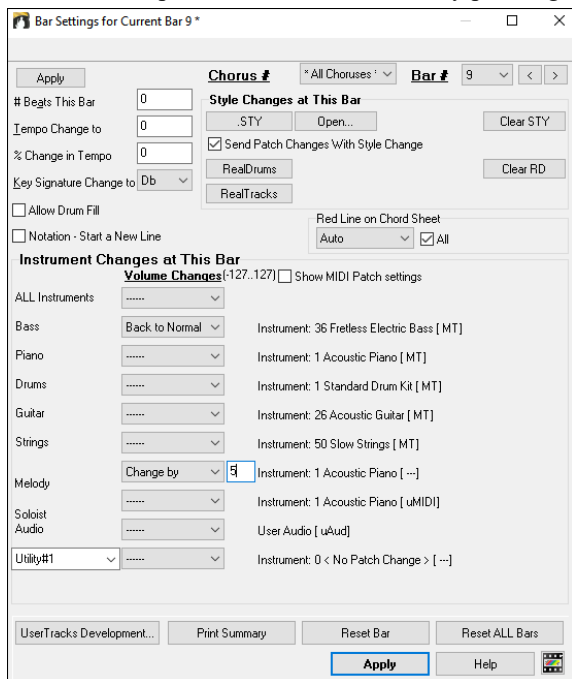 Bar Settings for Current Bar 9 *
Apply
Chorus #
* All Choruses *
Bar #
9
< >
# Beats This Bar 0
Style Changes at This Bar
Tempo Change to 0
.STY Open... Clear STY
% Change in Tempo 0
Send Patch Changes With Style Change
Key Signature Change to Db
RealDrums Clear RD
RealTracks
Allow Drum Fill
Notation - Start a New Line
Red Line on Chord Sheet
Auto All
Instrument Changes at This Bar
Volume Changes (-127..127) Show MIDI Patch settings
ALL Instruments ------
Bass Back to Normal Instrument: 36 Fretless Electric Bass [ MT]
Piano ------ Instrument: 1 Acoustic Piano [ MT]
Drums ------ Instrument: 1 Standard Drum Kit [ MT]
Guitar ------ Instrument: 26 Acoustic Guitar [ MT]
Strings ------ Instrument: 50 Slow Strings [ MT]
Melody Change by 5 Instrument: 1 Acoustic Piano [ ---]
Soloist ------ Instrument: 1 Acoustic Piano [ uMIDI]
Audio ------ User Audio [ uAud]
Utility#1 ------ Instrument: 0 < No Patch Change > [ ---]
UserTracks Development... Print Summary Reset Bar Reset ALL Bars
Apply Help